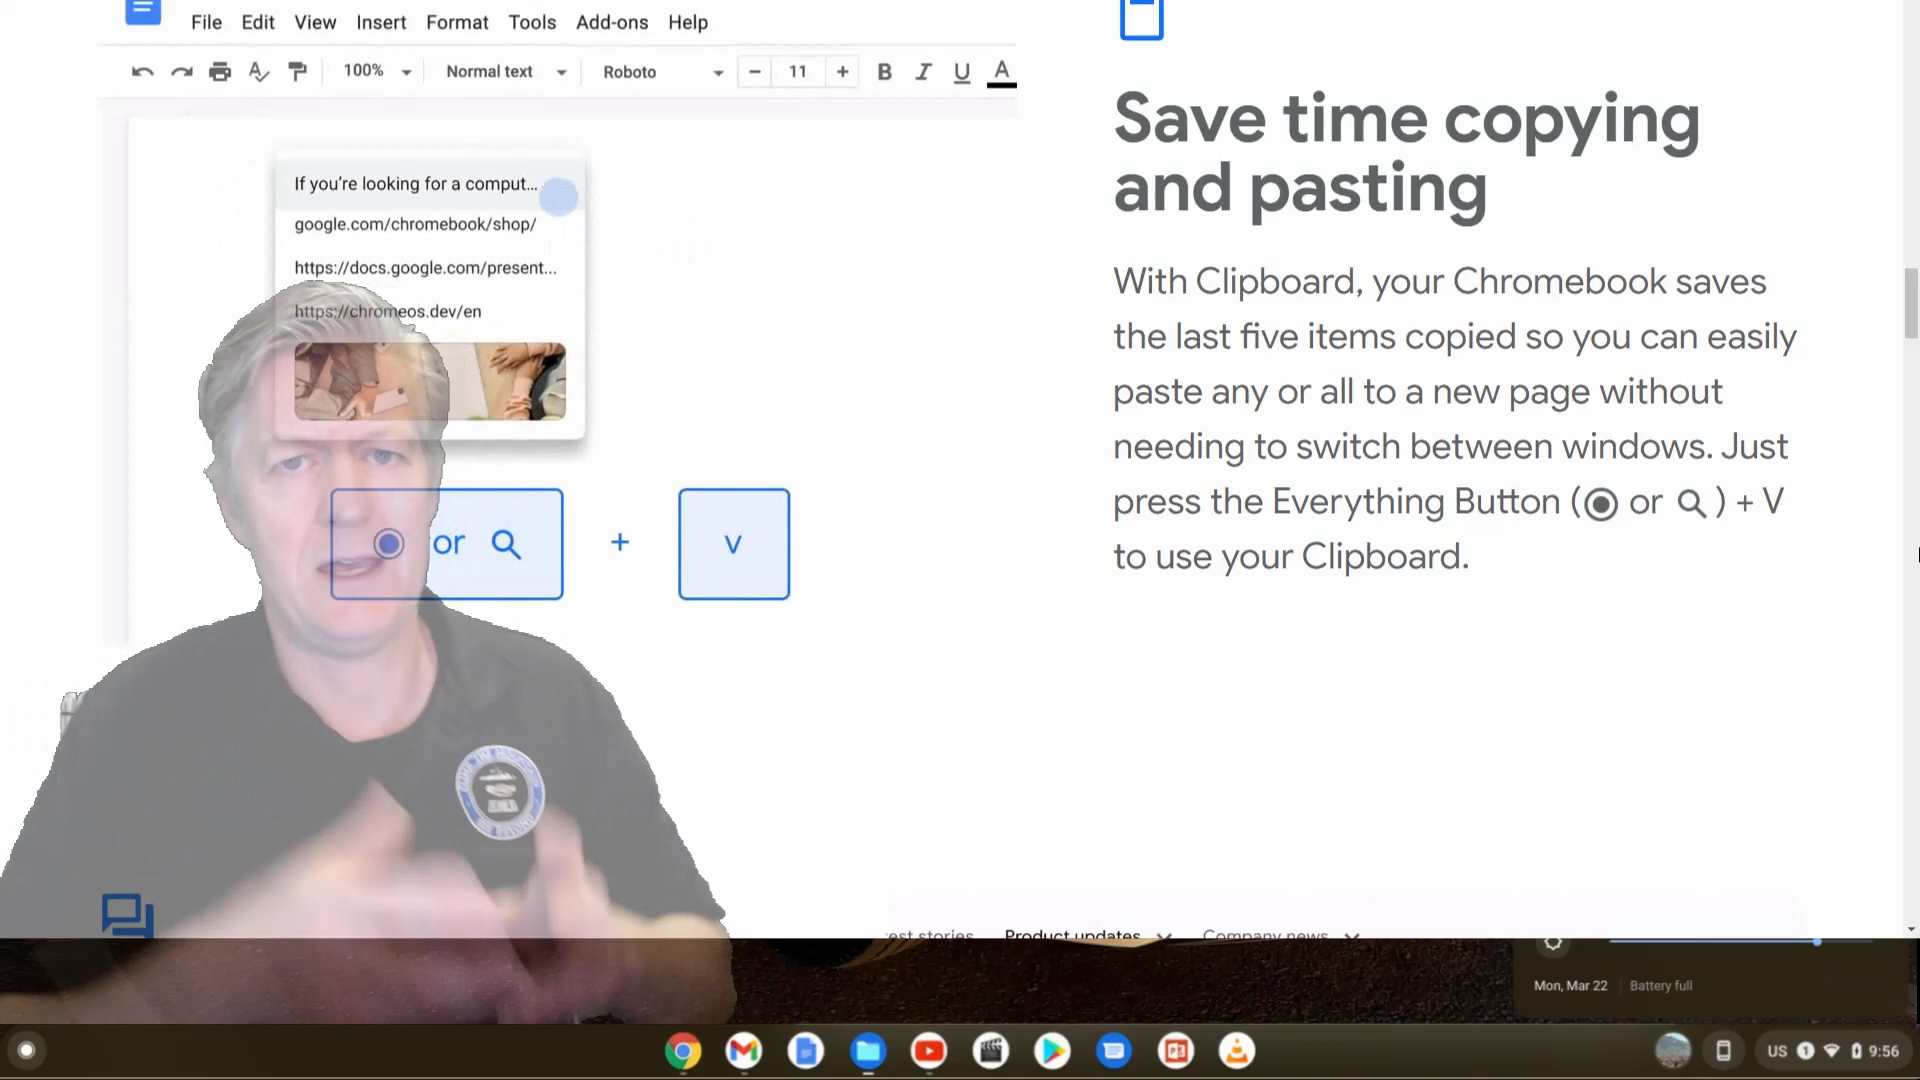 File Edit View Insert Format Tools Add-ons Help
100% Normal text Roboto − 11 + B I U A
If you're looking for a comput...
google.com/chromebook/shop/
https://docs.google.com/present...
https://chromeos.dev/en
or + V
Save time copying
and pasting
With Clipboard, your Chromebook saves
the last five items copied so you can easily
paste any or all to a new page without
needing to switch between windows. Just
press the Everything Button ( or ) + V
to use your Clipboard.
est stories Product updates Company news
Mon, Mar 22 Battery full
US 1 9:56